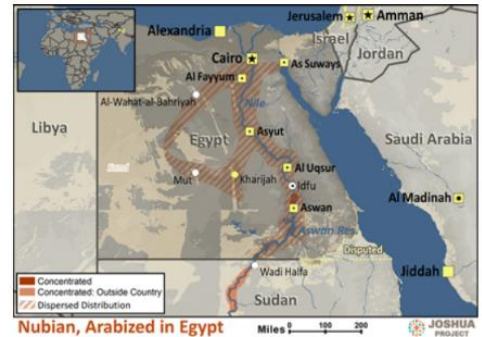 Alexandria
Jerusalem
Amman
Israel
Jordan
Cairo
As Suways
Al Fayyum
Al-Wahat-al-Bahriyah
Nile
Libya
Egypt
Asyut
Saudi Arabia
Mut
Kharijah
Al Uqsur
Idfu
Al Madinah
Aswan
Aswan Res.
Disputed
Wadi Halfa
Jiddah
Sudan
Concentrated
Concentrated: Outside Country
Dispersed Distribution
Nubian, Arabized in Egypt
Miles 0 100 200
JOSHUA
PROJECT